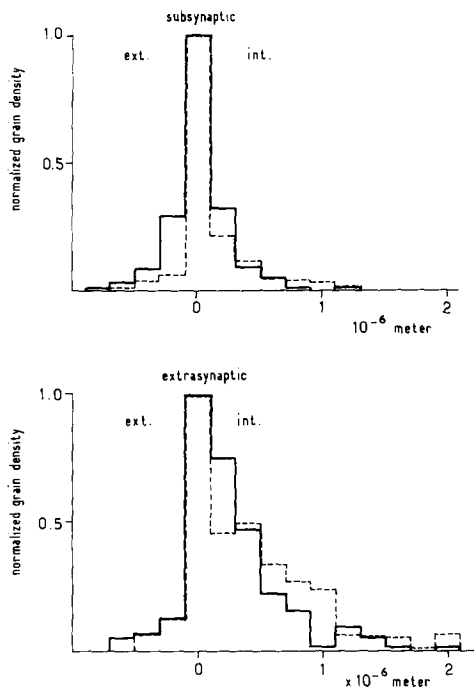 subsynaptic
1.0
ext. int.
0.5
normalized grain density
0 1 2
10⁻⁶ meter
extrasynaptic
1.0
ext. int.
0.5
normalized grain density
0 1 2
x10⁻⁶ meter